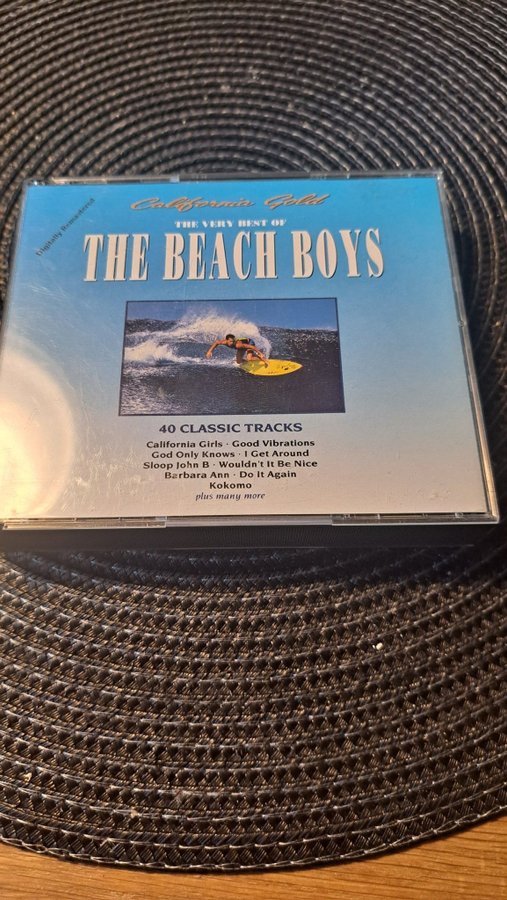 California Gold
Digitally Remastered
THE VERY BEST OF
THE BEACH BOYS
40 CLASSIC TRACKS
California Girls · Good Vibrations
God Only Knows · I Get Around
Sloop John B · Wouldn't It Be Nice
Barbara Ann · Do It Again
Kokomo
plus many more